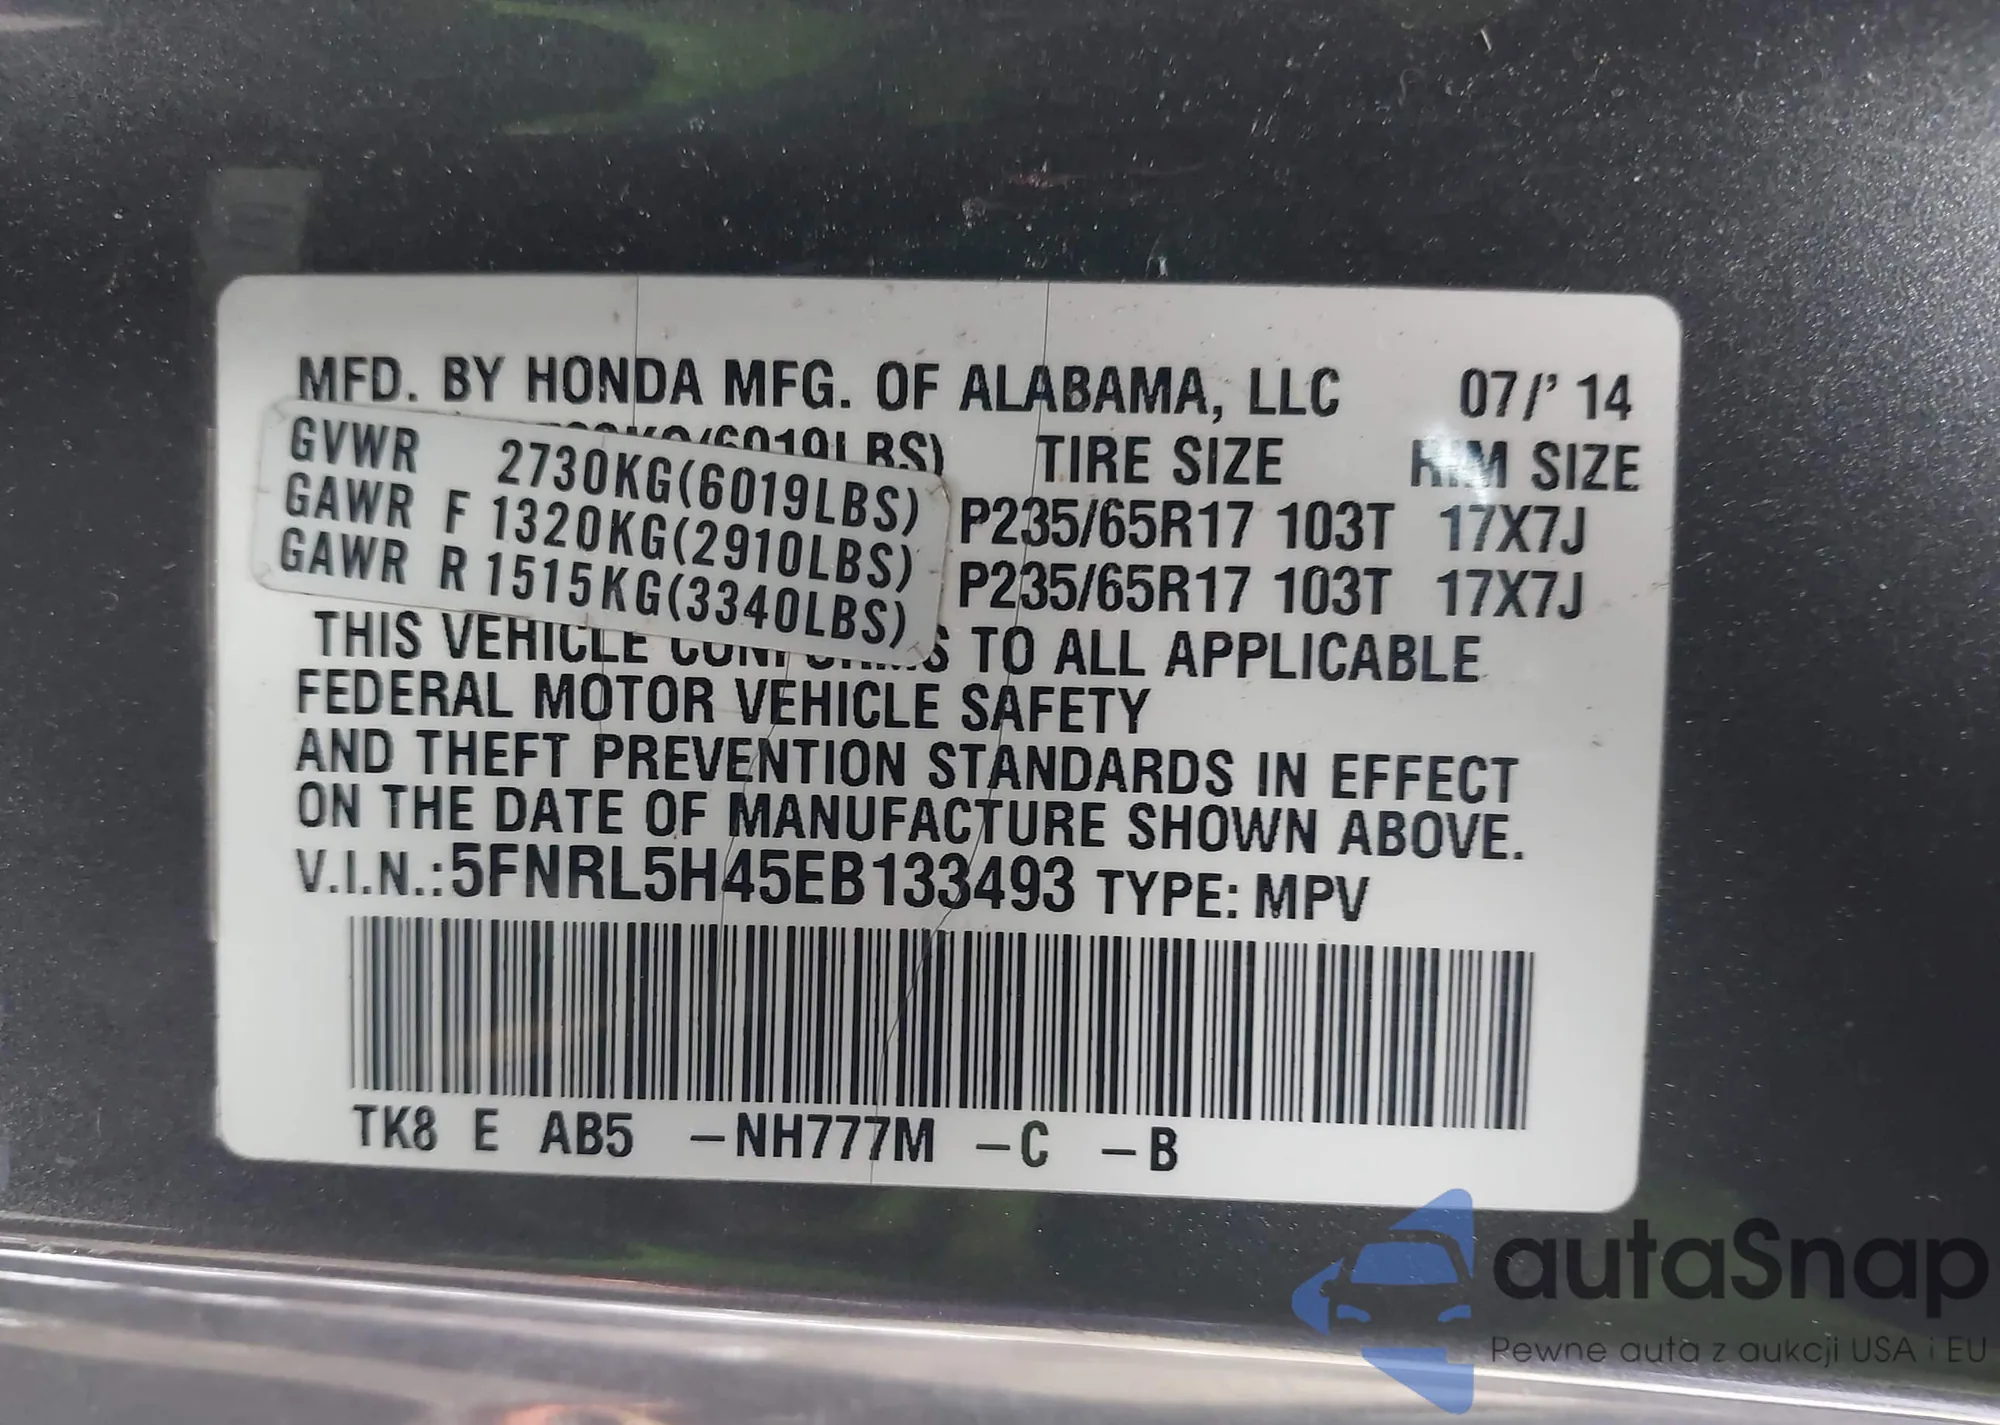 MFD. BY HONDA MFG. OF ALABAMA, LLC 07/' 14
(6019LBS) TIRE SIZE RIM SIZE
GVWR 2730KG(6019LBS)
GAWR F 1320KG(2910LBS) P235/65R17 103T 17X7J
GAWR R 1515KG(3340LBS) P235/65R17 103T 17X7J
THIS VEHICLE CONFORMS TO ALL APPLICABLE
FEDERAL MOTOR VEHICLE SAFETY
AND THEFT PREVENTION STANDARDS IN EFFECT
ON THE DATE OF MANUFACTURE SHOWN ABOVE.
V.I.N.:5FNRL5H45EB133493 TYPE: MPV
TK8 E AB5 –NH777M –C –B
autaSnap
Pewne auta z aukcji USA i EU